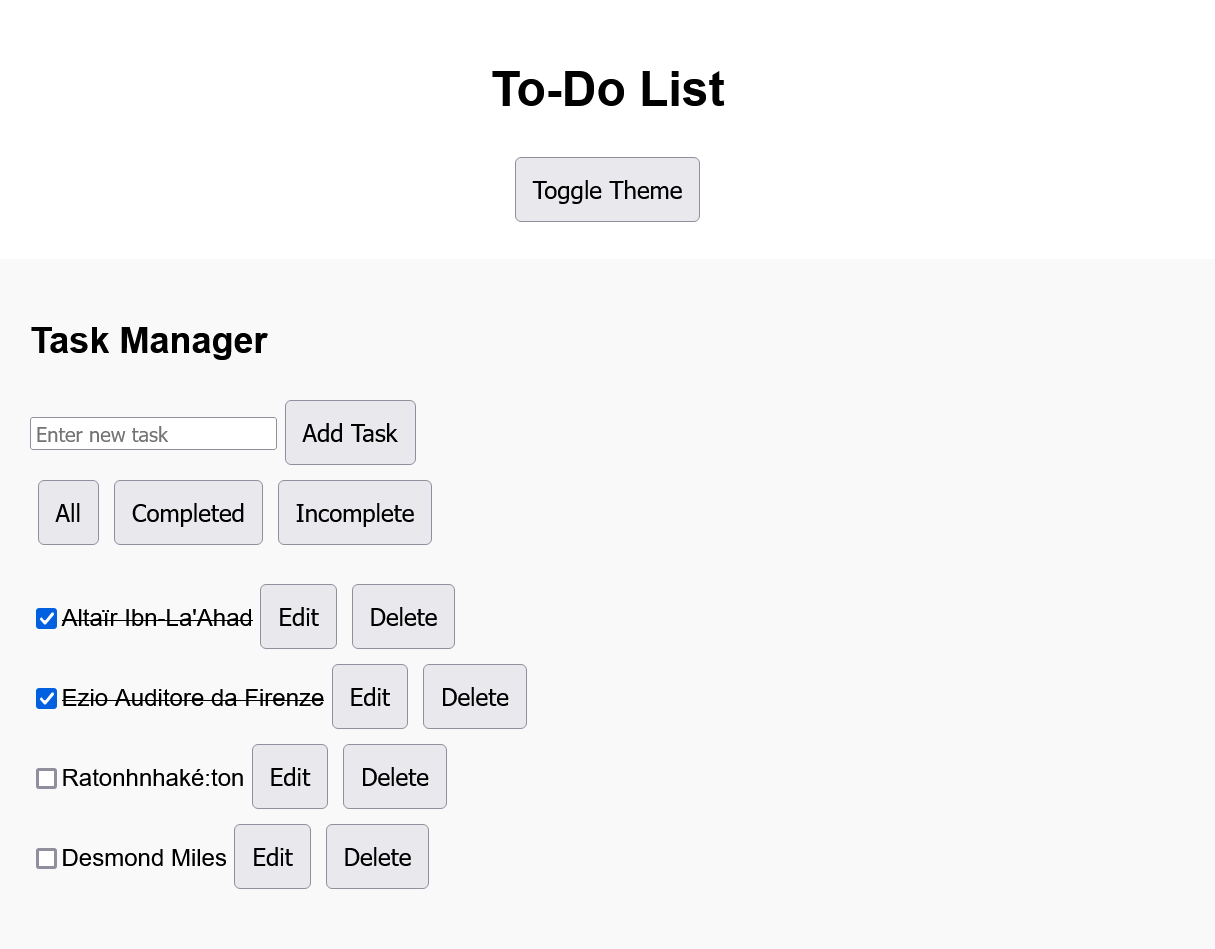 To-Do List
Toggle Theme
Task Manager
Enter new task Add Task
All Completed Incomplete
Altaïr Ibn-La'Ahad Edit Delete
Ezio Auditore da Firenze Edit Delete
Ratonhnhaké:ton Edit Delete
Desmond Miles Edit Delete